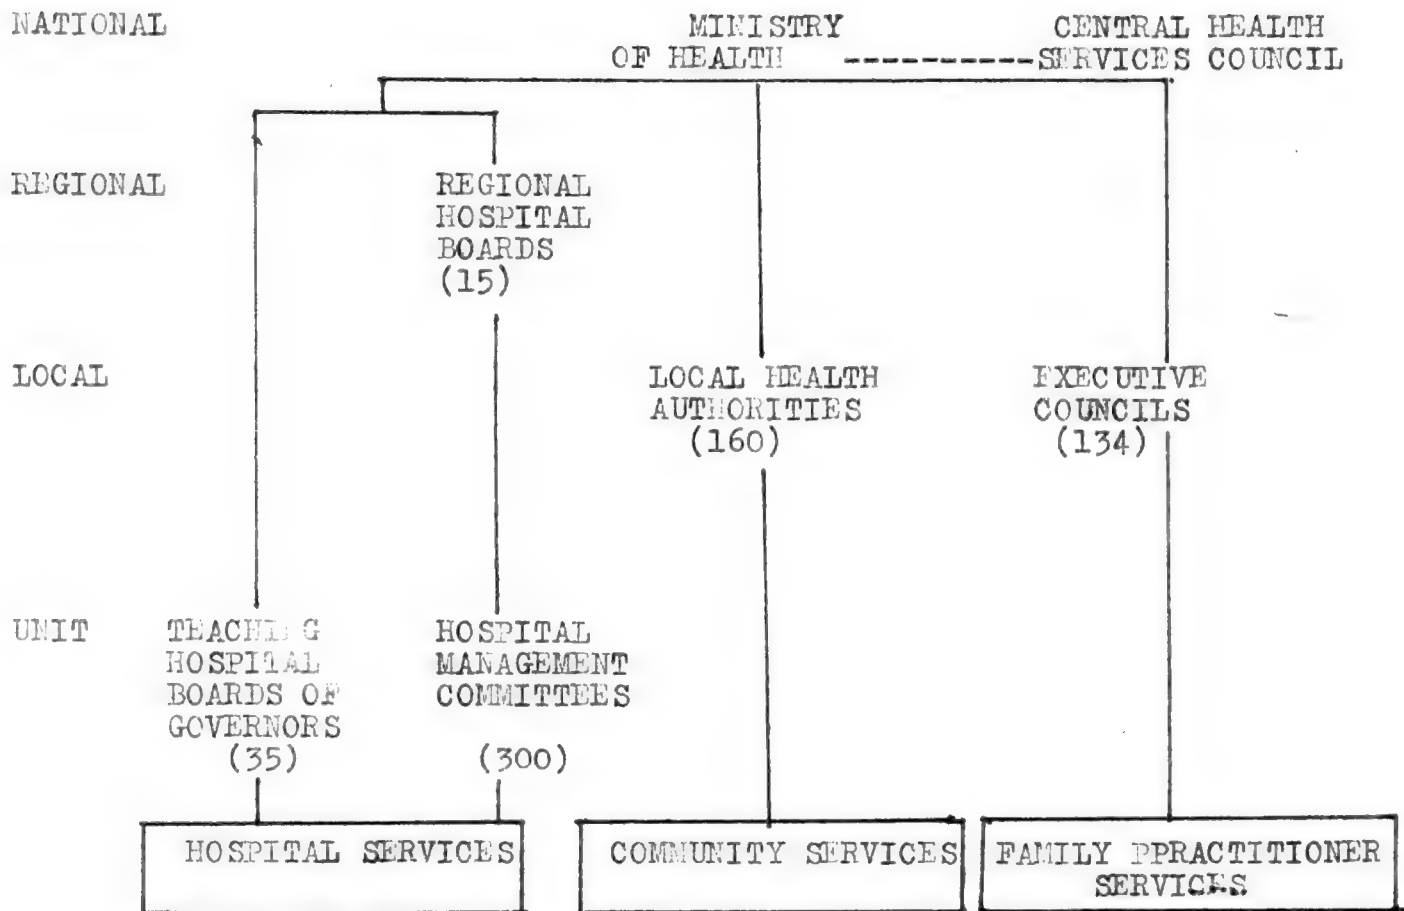 NATIONAL MINISTRY CENTRAL HEALTH
OF HEALTH ----------SERVICES COUNCIL
REGIONAL REGIONAL
HOSPITAL
BOARDS
(15)
LOCAL LOCAL HEALTH EXECUTIVE
AUTHORITIES COUNCILS
(160) (134)
UNIT TEACHING HOSPITAL
HOSPITAL MANAGEMENT
BOARDS OF COMMITTEES
GOVERNORS
(35) (300)
HOSPITAL SERVICES COMMUNITY SERVICES FAMILY PPRACTITIONER
SERVICES